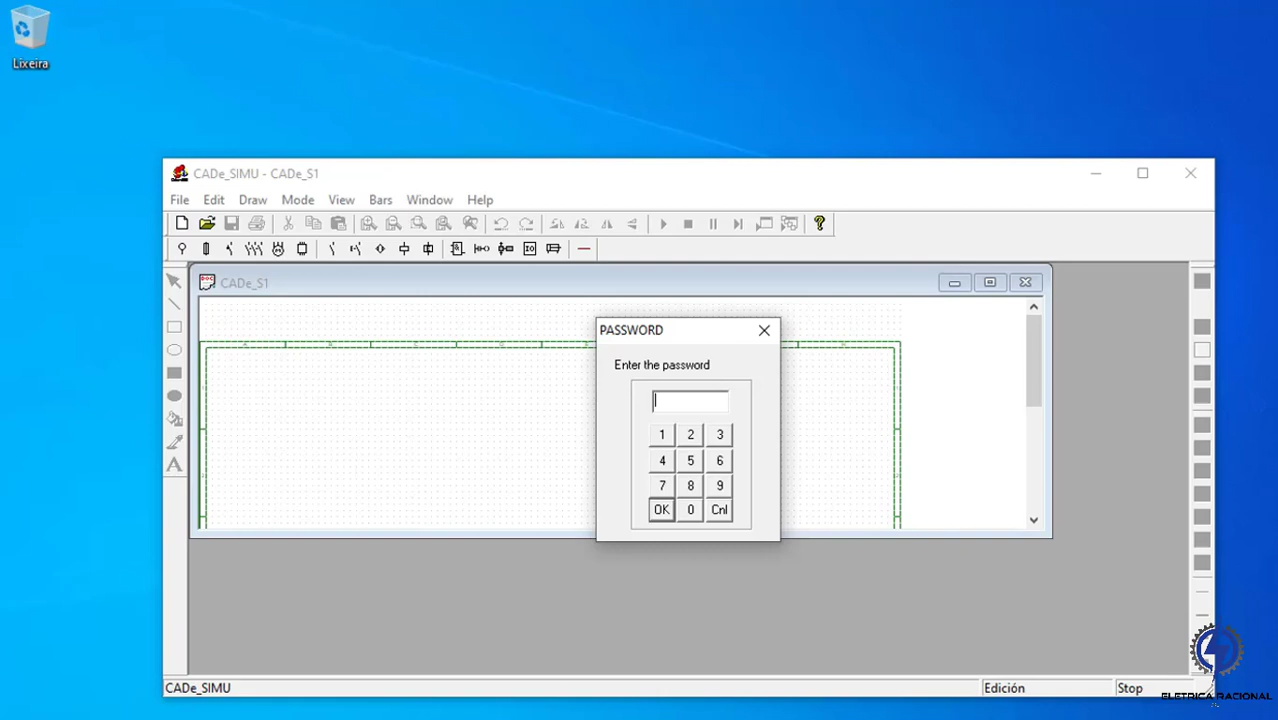 Lixeira
CADe_SIMU - CADe_S1
File Edit Draw Mode View Bars Window Help
CADe_S1
PASSWORD
Enter the password
1 2 3
4 5 6
7 8 9
OK 0 Cnl
A
CADe_SIMU Edición Stop
ELETRICA RACIONAL